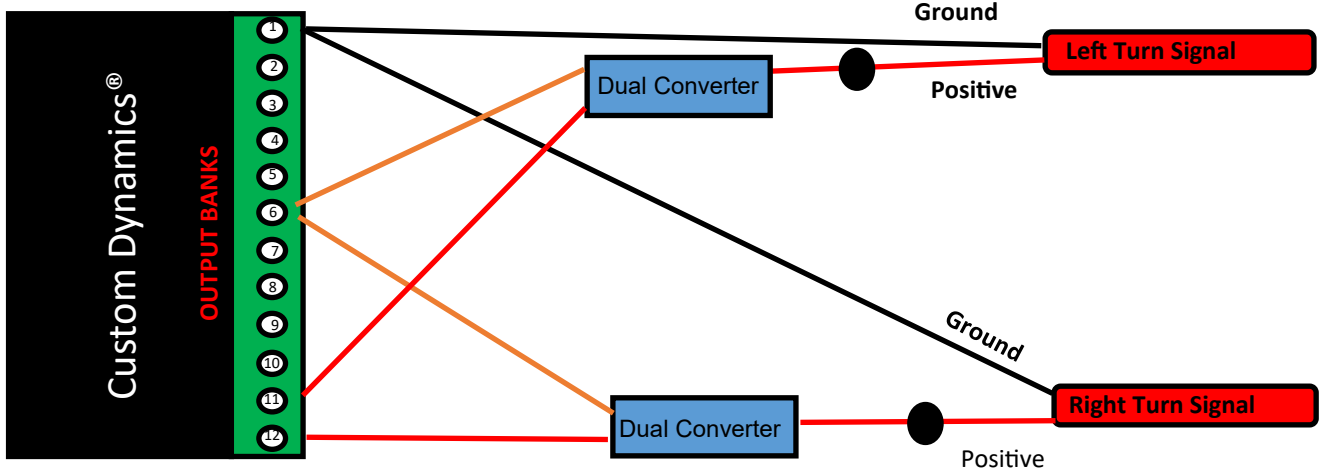 Custom Dynamics®
OUTPUT BANKS
1
2
3
4
5
6
7
8
9
10
11
12
Ground
Left Turn Signal
Dual Converter
Positive
Ground
Right Turn Signal
Dual Converter
Positive